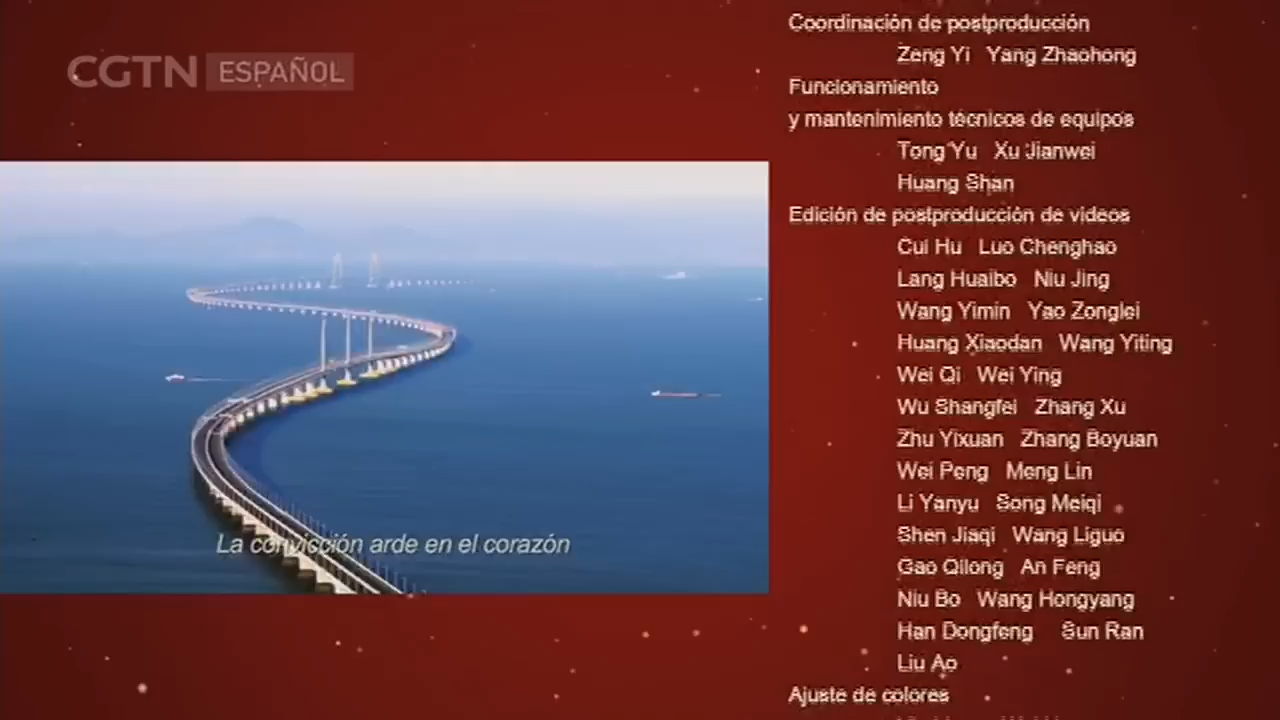 CGTN ESPAÑOL
La convicción arde en el corazón
Coordinación de postproducción
Zeng Yi Yang Zhaohong
Funcionamiento
y mantenimiento técnicos de equipos
Tong Yu Xu Jianwei
Huang Shan
Edición de postproducción de videos
Cui Hu Luo Chenghao
Lang Huaibo Niu Jing
Wang Yimin Yao Zonglei
Huang Xiaodan Wang Yiting
Wei Qi Wei Ying
Wu Shangfei Zhang Xu
Zhu Yixuan Zhang Boyuan
Wei Peng Meng Lin
Li Yanyu Song Meiqi
Shen Jiaqi Wang Liguo
Gao Qilong An Feng
Niu Bo Wang Hongyang
Han Dongfeng Sun Ran
Liu Ao
Ajuste de colores